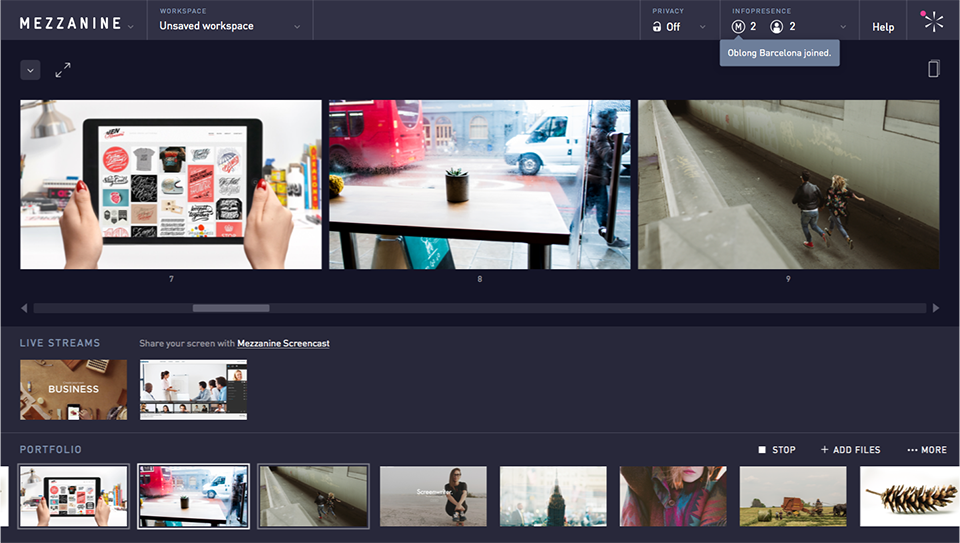 MEZZANINE
WORKSPACE
Unsaved workspace
PRIVACY
Off
INFOPRESENCE
M 2 2
Help
Oblong Barcelona joined.
7
8
9
LIVE STREAMS
Share your screen with Mezzanine Screencast
BUSINESS
PORTFOLIO
STOP
+ ADD FILES
••• MORE
Screenwriter